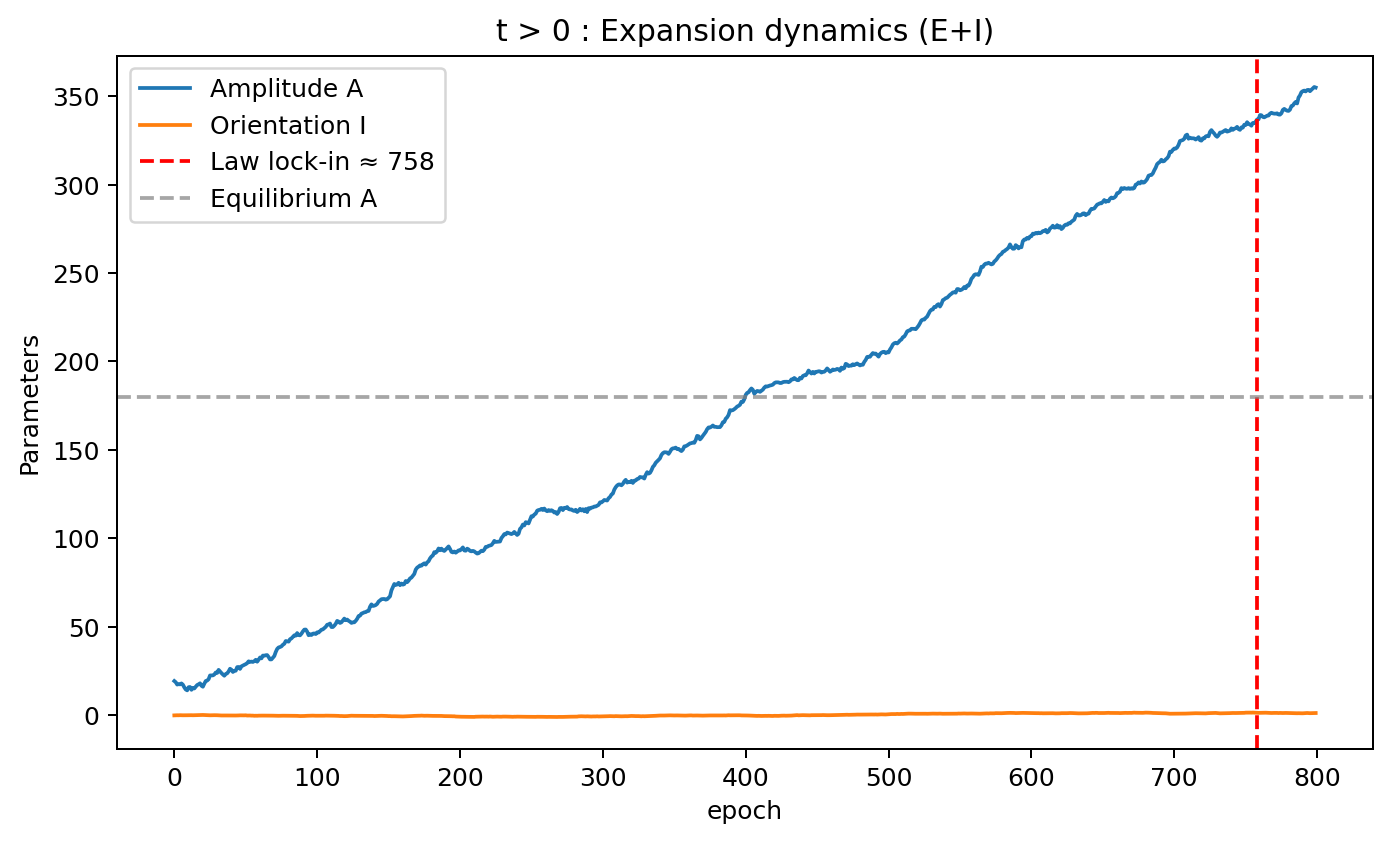 t > 0 : Expansion dynamics (E+I)
Amplitude A
Orientation I
Law lock-in ≈ 758
Equilibrium A
Parameters
350
300
250
200
150
100
50
0
0 100 200 300 400 500 600 700 800
epoch